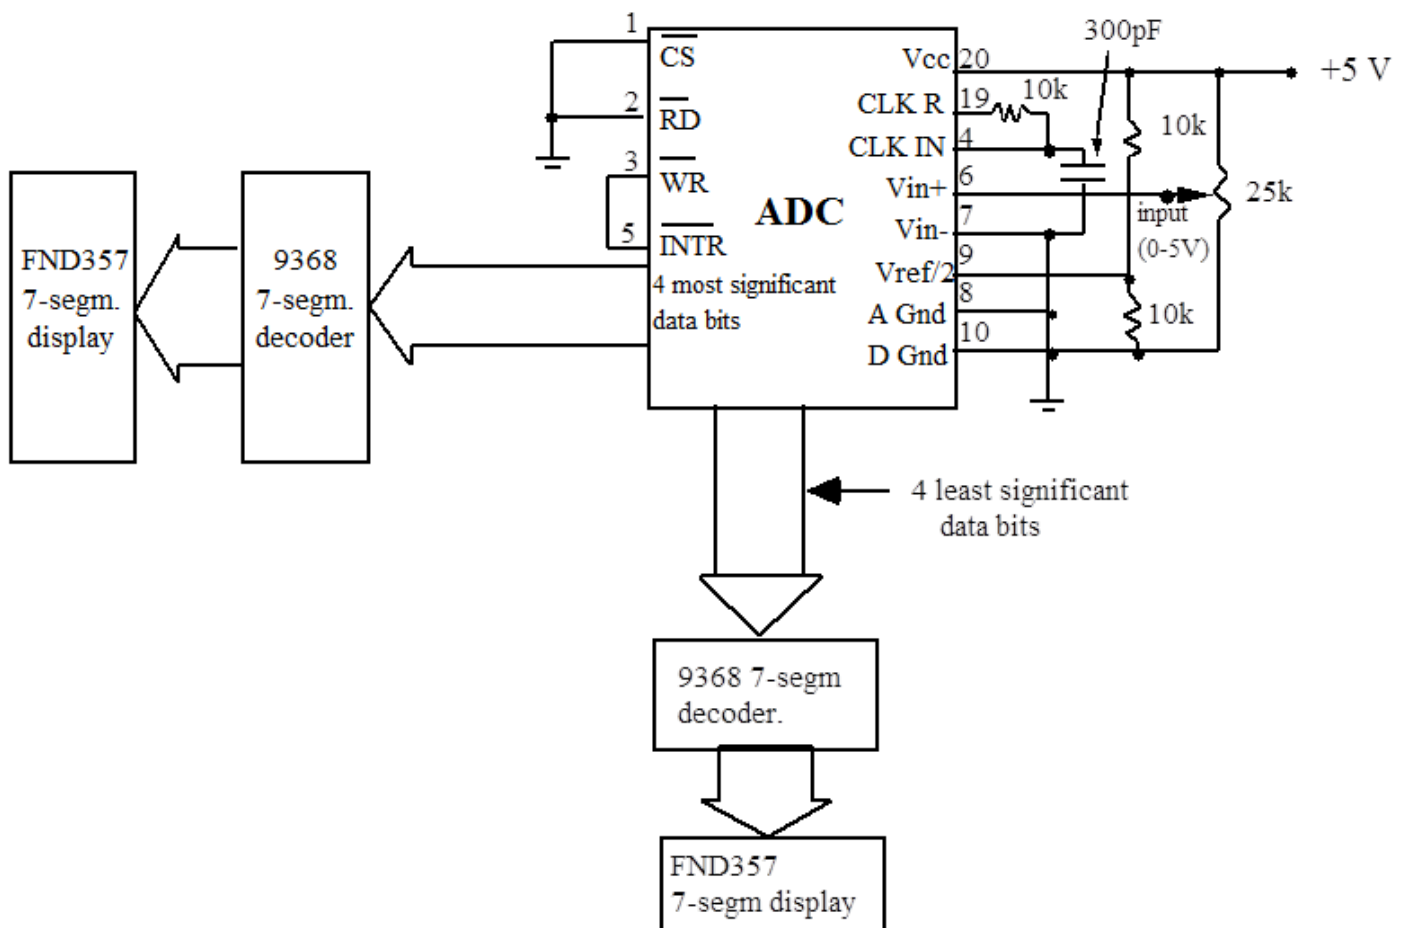 1
CS
2
RD
3
WR
5
INTR
4 most significant
data bits
ADC
Vcc
20
CLK R
19
10k
CLK IN
4
Vin+
6
Vin-
7
Vref/2
9
A Gnd
8
D Gnd
10
300pF
+5 V
10k
25k
input
(0-5V)
10k
FND357
7-segm.
display
9368
7-segm.
decoder
4 least significant
data bits
9368 7-segm
decoder.
FND357
7-segm display